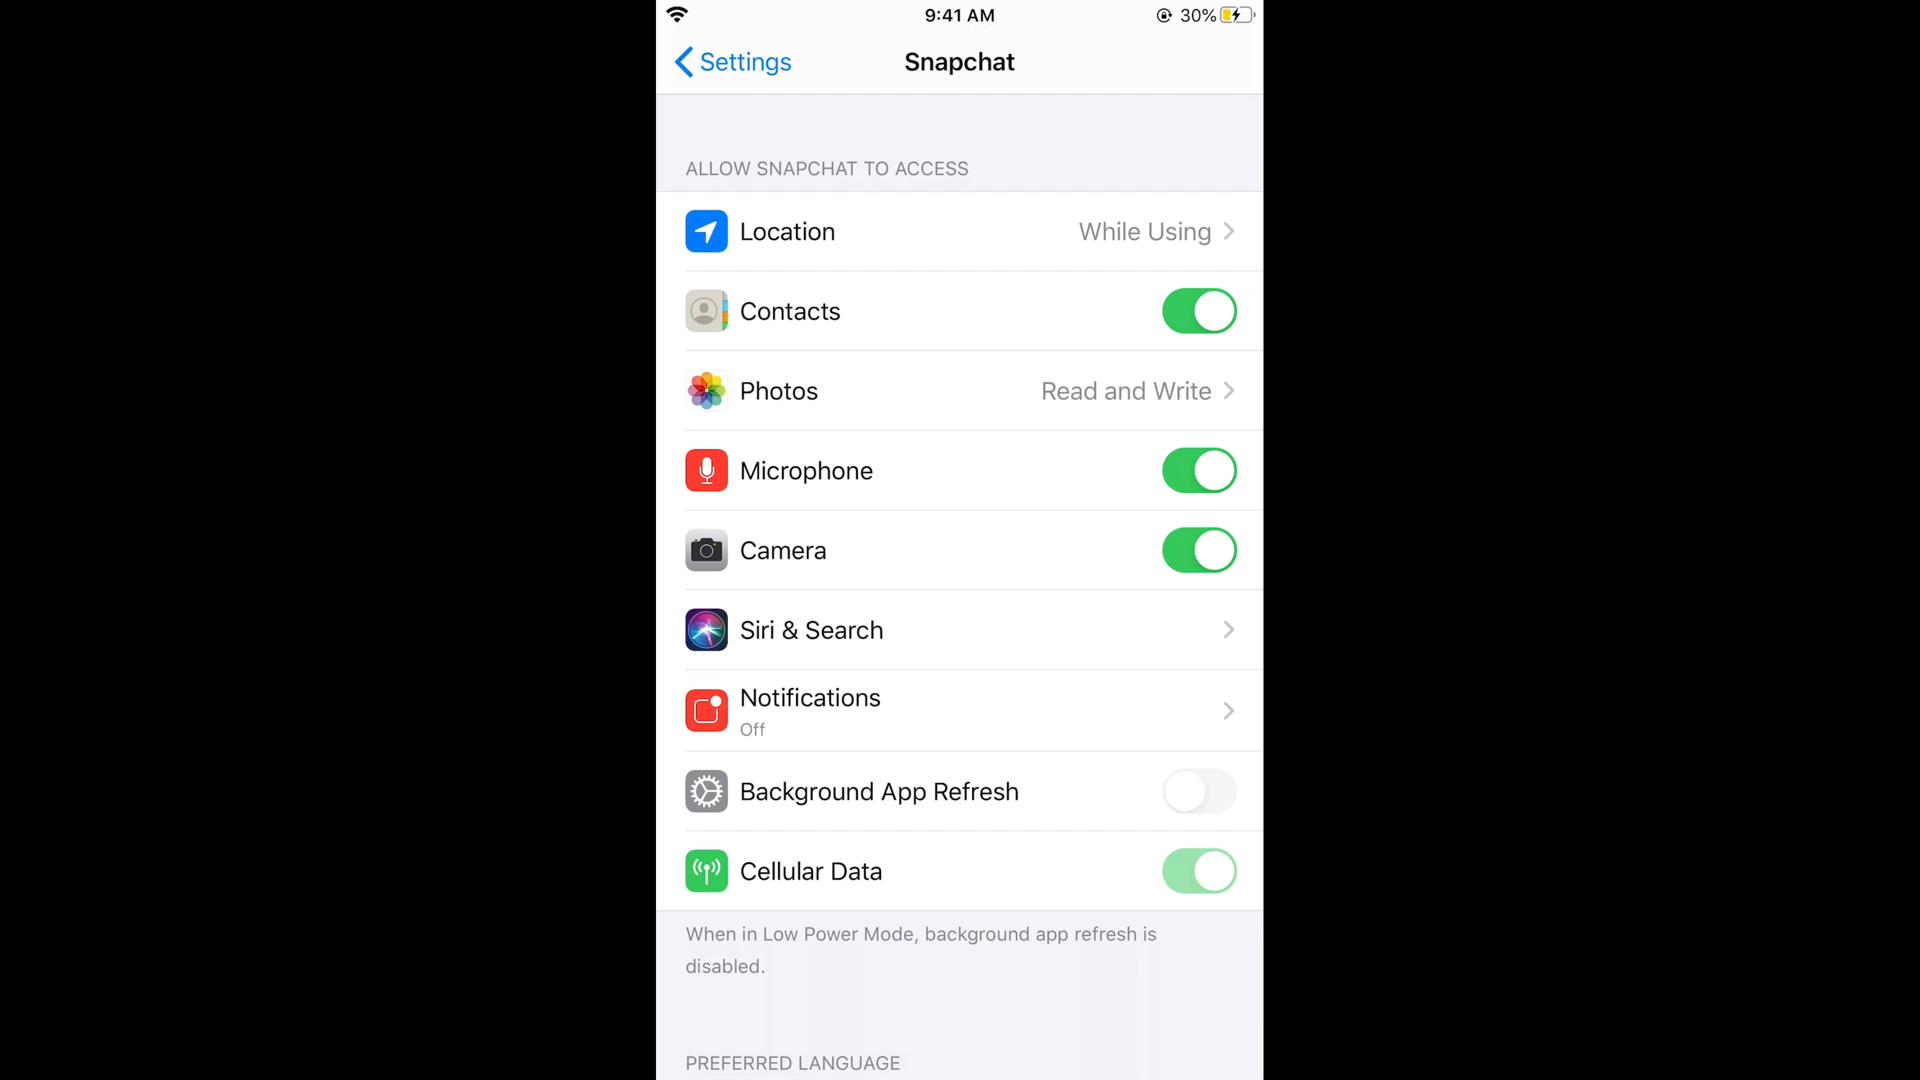 9:41 AM
30%
Settings
Snapchat
ALLOW SNAPCHAT TO ACCESS
Location While Using
Contacts
Photos Read and Write
Microphone
Camera
Siri & Search
Notifications
Off
Background App Refresh
Cellular Data
When in Low Power Mode, background app refresh is
disabled.
PREFERRED LANGUAGE